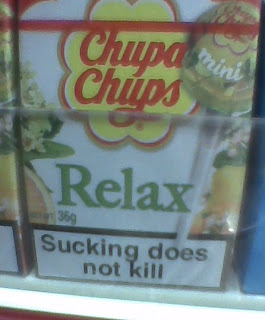 Chupa
Chups
mini
Relax
36g
Sucking does
not kill